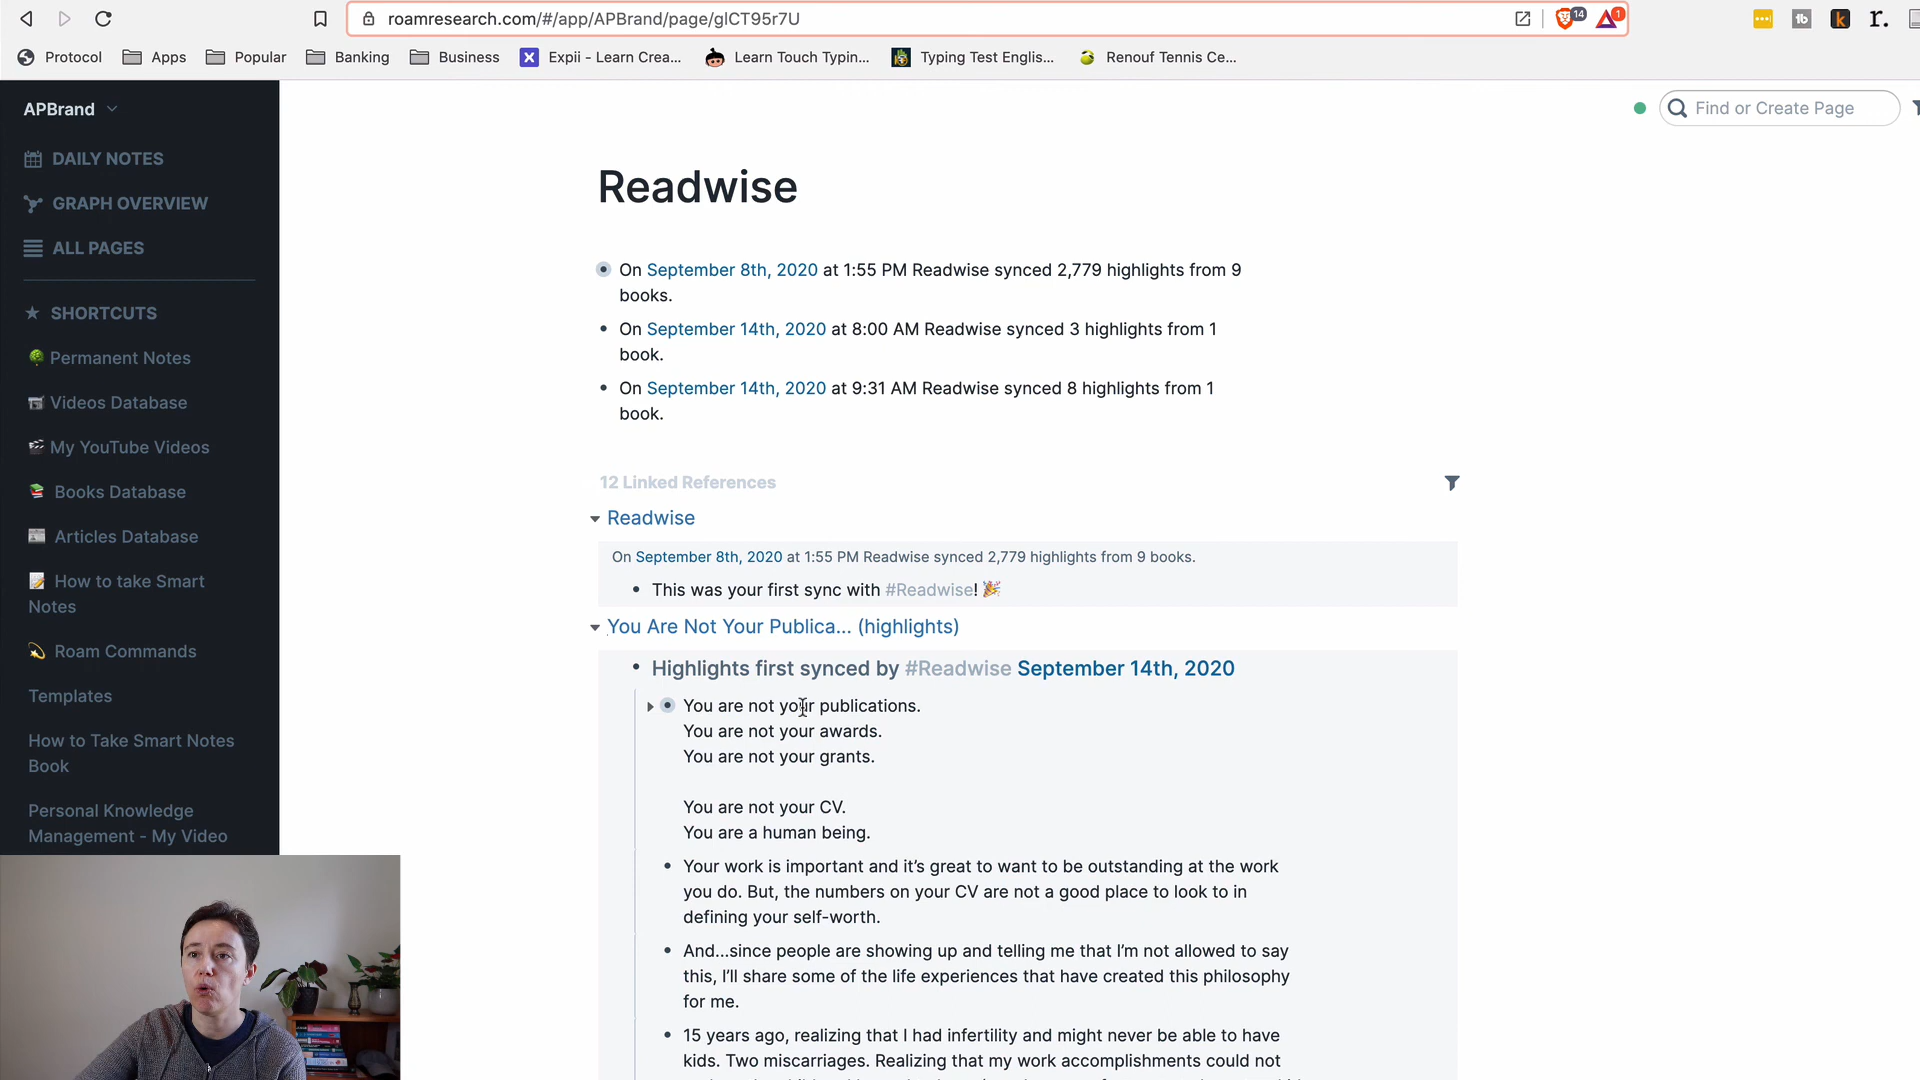 roamresearch.com/#/app/APBrand/page/glCT95r7U
14
1
tb
k
r.
Protocol
Apps
Popular
Banking
Business
X
Expii - Learn Crea...
Learn Touch Typin...
Typing Test Englis...
Renouf Tennis Ce...
APBrand
Find or Create Page
DAILY NOTES
GRAPH OVERVIEW
ALL PAGES
SHORTCUTS
Permanent Notes
Videos Database
My YouTube Videos
Books Database
Articles Database
How to take Smart
Notes
Roam Commands
Templates
How to Take Smart Notes
Book
Personal Knowledge
Management - My Video
Readwise
On September 8th, 2020 at 1:55 PM Readwise synced 2,779 highlights from 9
books.
On September 14th, 2020 at 8:00 AM Readwise synced 3 highlights from 1
book.
On September 14th, 2020 at 9:31 AM Readwise synced 8 highlights from 1
book.
12 Linked References
Readwise
On September 8th, 2020 at 1:55 PM Readwise synced 2,779 highlights from 9 books.
This was your first sync with #Readwise! 🎉
You Are Not Your Publica... (highlights)
Highlights first synced by #Readwise September 14th, 2020
You are not your publications.
You are not your awards.
You are not your grants.
You are not your CV.
You are a human being.
Your work is important and it’s great to want to be outstanding at the work
you do. But, the numbers on your CV are not a good place to look to in
defining your self-worth.
And...since people are showing up and telling me that I’m not allowed to say
this, I’ll share some of the life experiences that have created this philosophy
for me.
15 years ago, realizing that I had infertility and might never be able to have
kids. Two miscarriages. Realizing that my work accomplishments could not